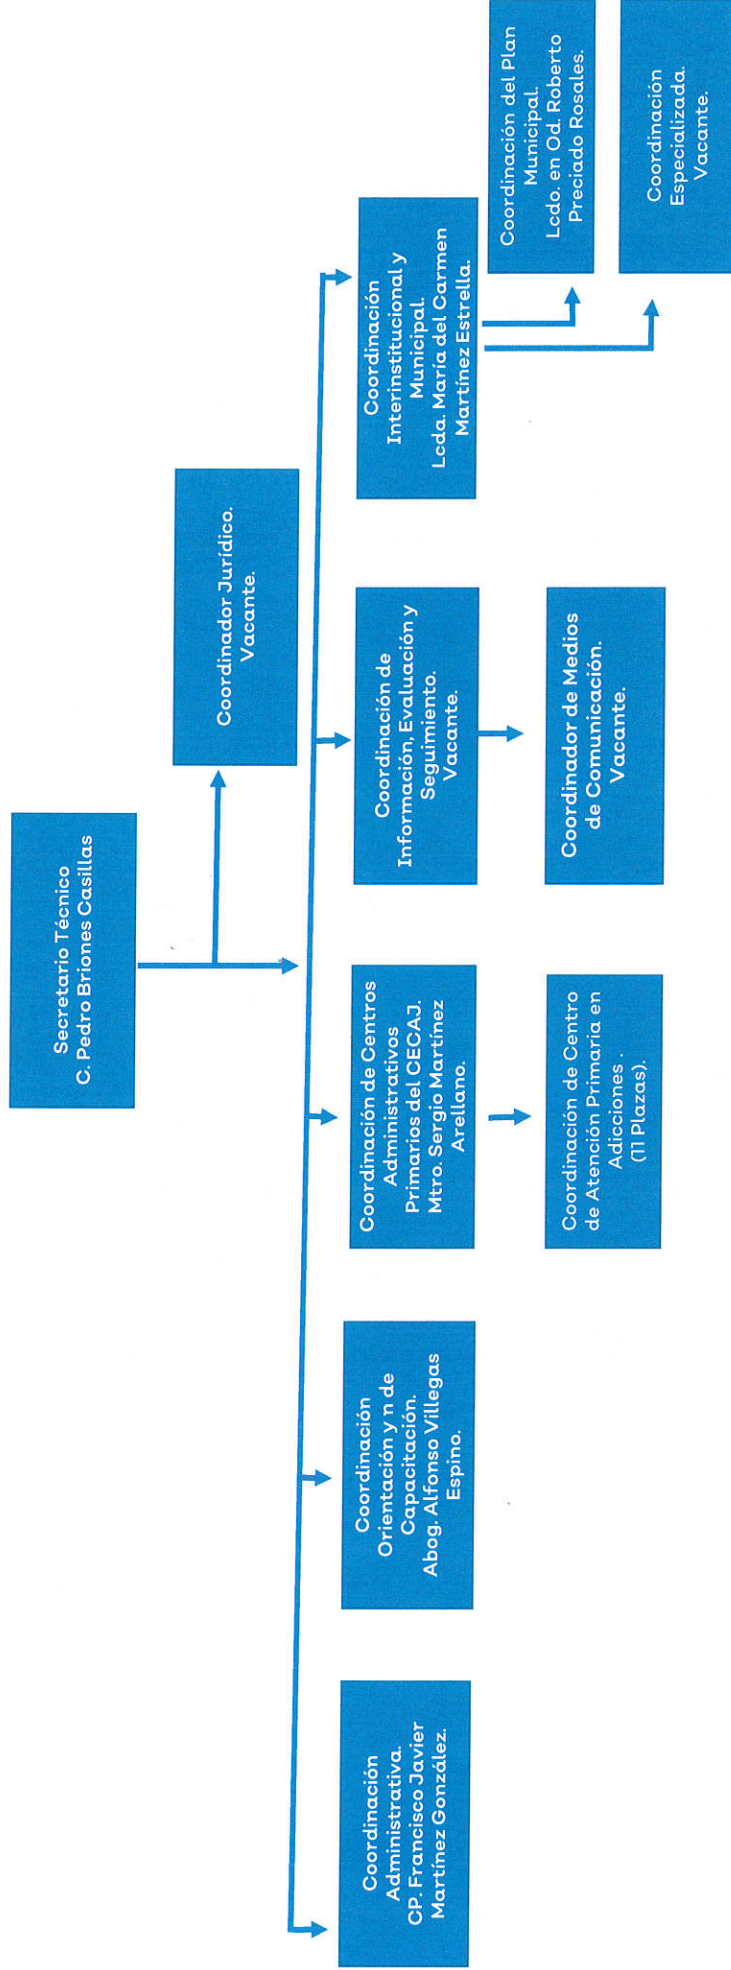 Secretario Técnico
C. Pedro Briones Casillas
Coordinador Jurídico.
Vacante.
Coordinación
Administrativa.
CP. Francisco Javier
Martínez González.
Coordinación
Orientación y n de
Capacitación.
Abog. Alfonso Villegas
Espino.
Coordinación de Centros
Administrativos
Primarios del CECAJ.
Mtro. Sergio Martínez
Arellano.
Coordinación de
Información, Evaluación y
Seguimiento.
Vacante.
Coordinación
Interinstitucional y
Municipal.
Lcda. María del Carmen
Martínez Estrella.
Coordinación de Centro
de Atención Primaria en
Adicciones .
(11 Plazas).
Coordinador de Medios
de Comunicación.
Vacante.
Coordinación del Plan
Municipal.
Lcdo. en Od. Roberto
Preciado Rosales.
Coordinación
Especializada.
Vacante.